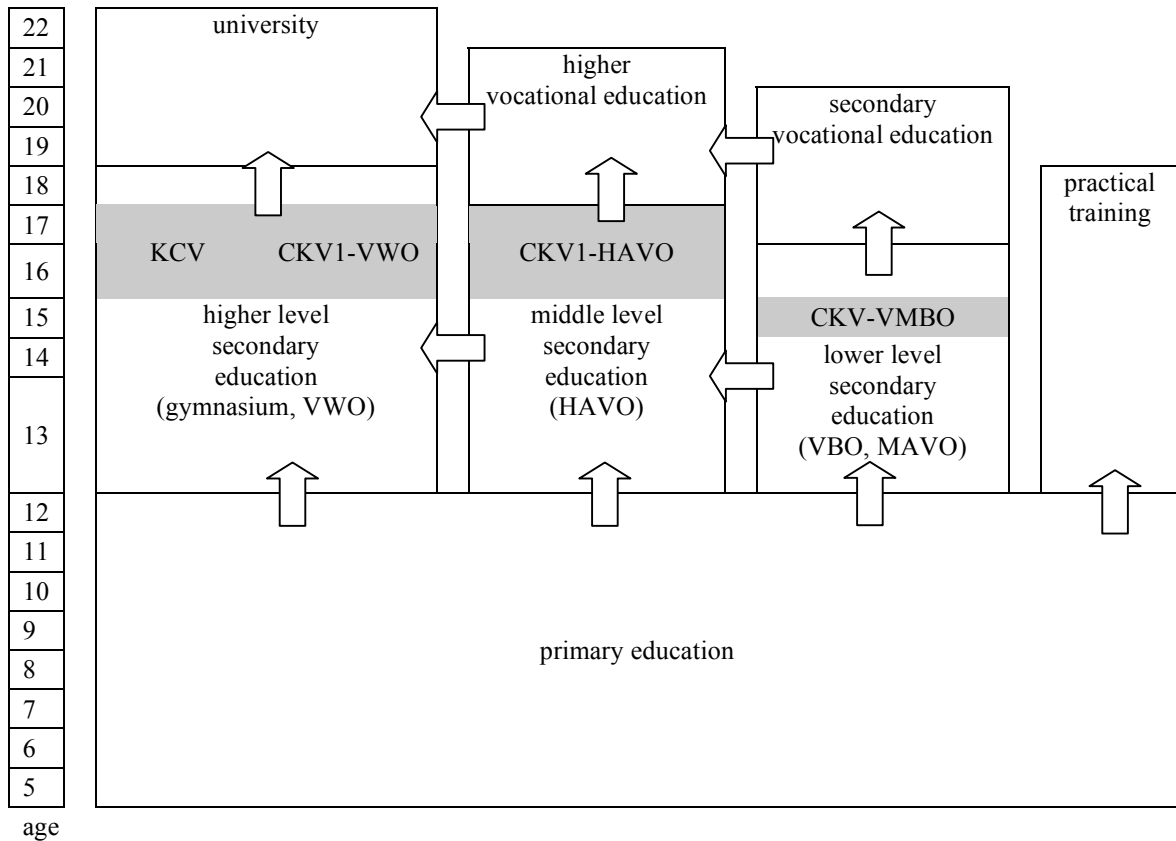 22
21
20
19
18
17
16
15
14
13
12
11
10
9
8
7
6
5
age
university
higher
vocational education
secondary
vocational education
practical
training
KCV
CKV1-VWO
CKV1-HAVO
CKV-VMBO
higher level
secondary
education
(gymnasium, VWO)
middle level
secondary
education
(HAVO)
lower level
secondary
education
(VBO, MAVO)
primary education